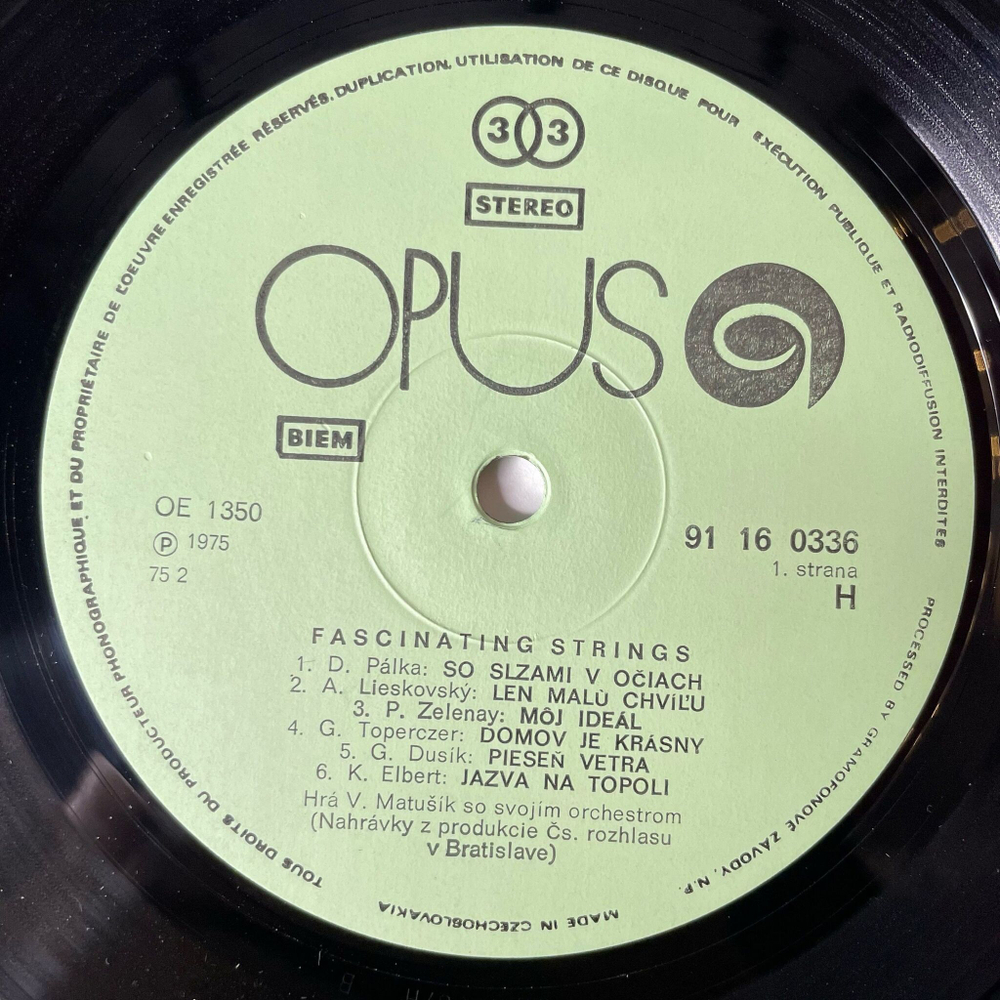 TOUS DROITS DU PRODUCTEUR PHONOGRAPHIQUE ET DU PROPRIÉTAIRE DE L'OEUVRE ENREGISTRÉE RÉSERVÉS. DUPLICATION, UTILISATION DE CE DISQUE POUR EXÉCUTION PUBLIQUE ET RADIODIFFUSION INTERDITES
33
STEREO
OPUS
BIEM
OE 1350
Ⓟ 1975
75 2
91 16 0336
1. strana
H
FASCINATING STRINGS
1. D. Pálka: SO SLZAMI V OČIACH
2. A. Lieskovský: LEN MALÙ CHVÍĽU
3. P. Zelenay: MÔJ IDEÁL
4. G. Toperczer: DOMOV JE KRÁSNY
5. G. Dusík: PIESEŇ VETRA
6. K. Elbert: JAZVA NA TOPOLI
Hrá V. Matušík so svojím orchestrom
(Nahrávky z produkcie Čs. rozhlasu
v Bratislave)
PROCESSED BY GRAMOFONOVÉ ZÁVODY, N.P.
MADE IN CZECHOSLOVAKIA